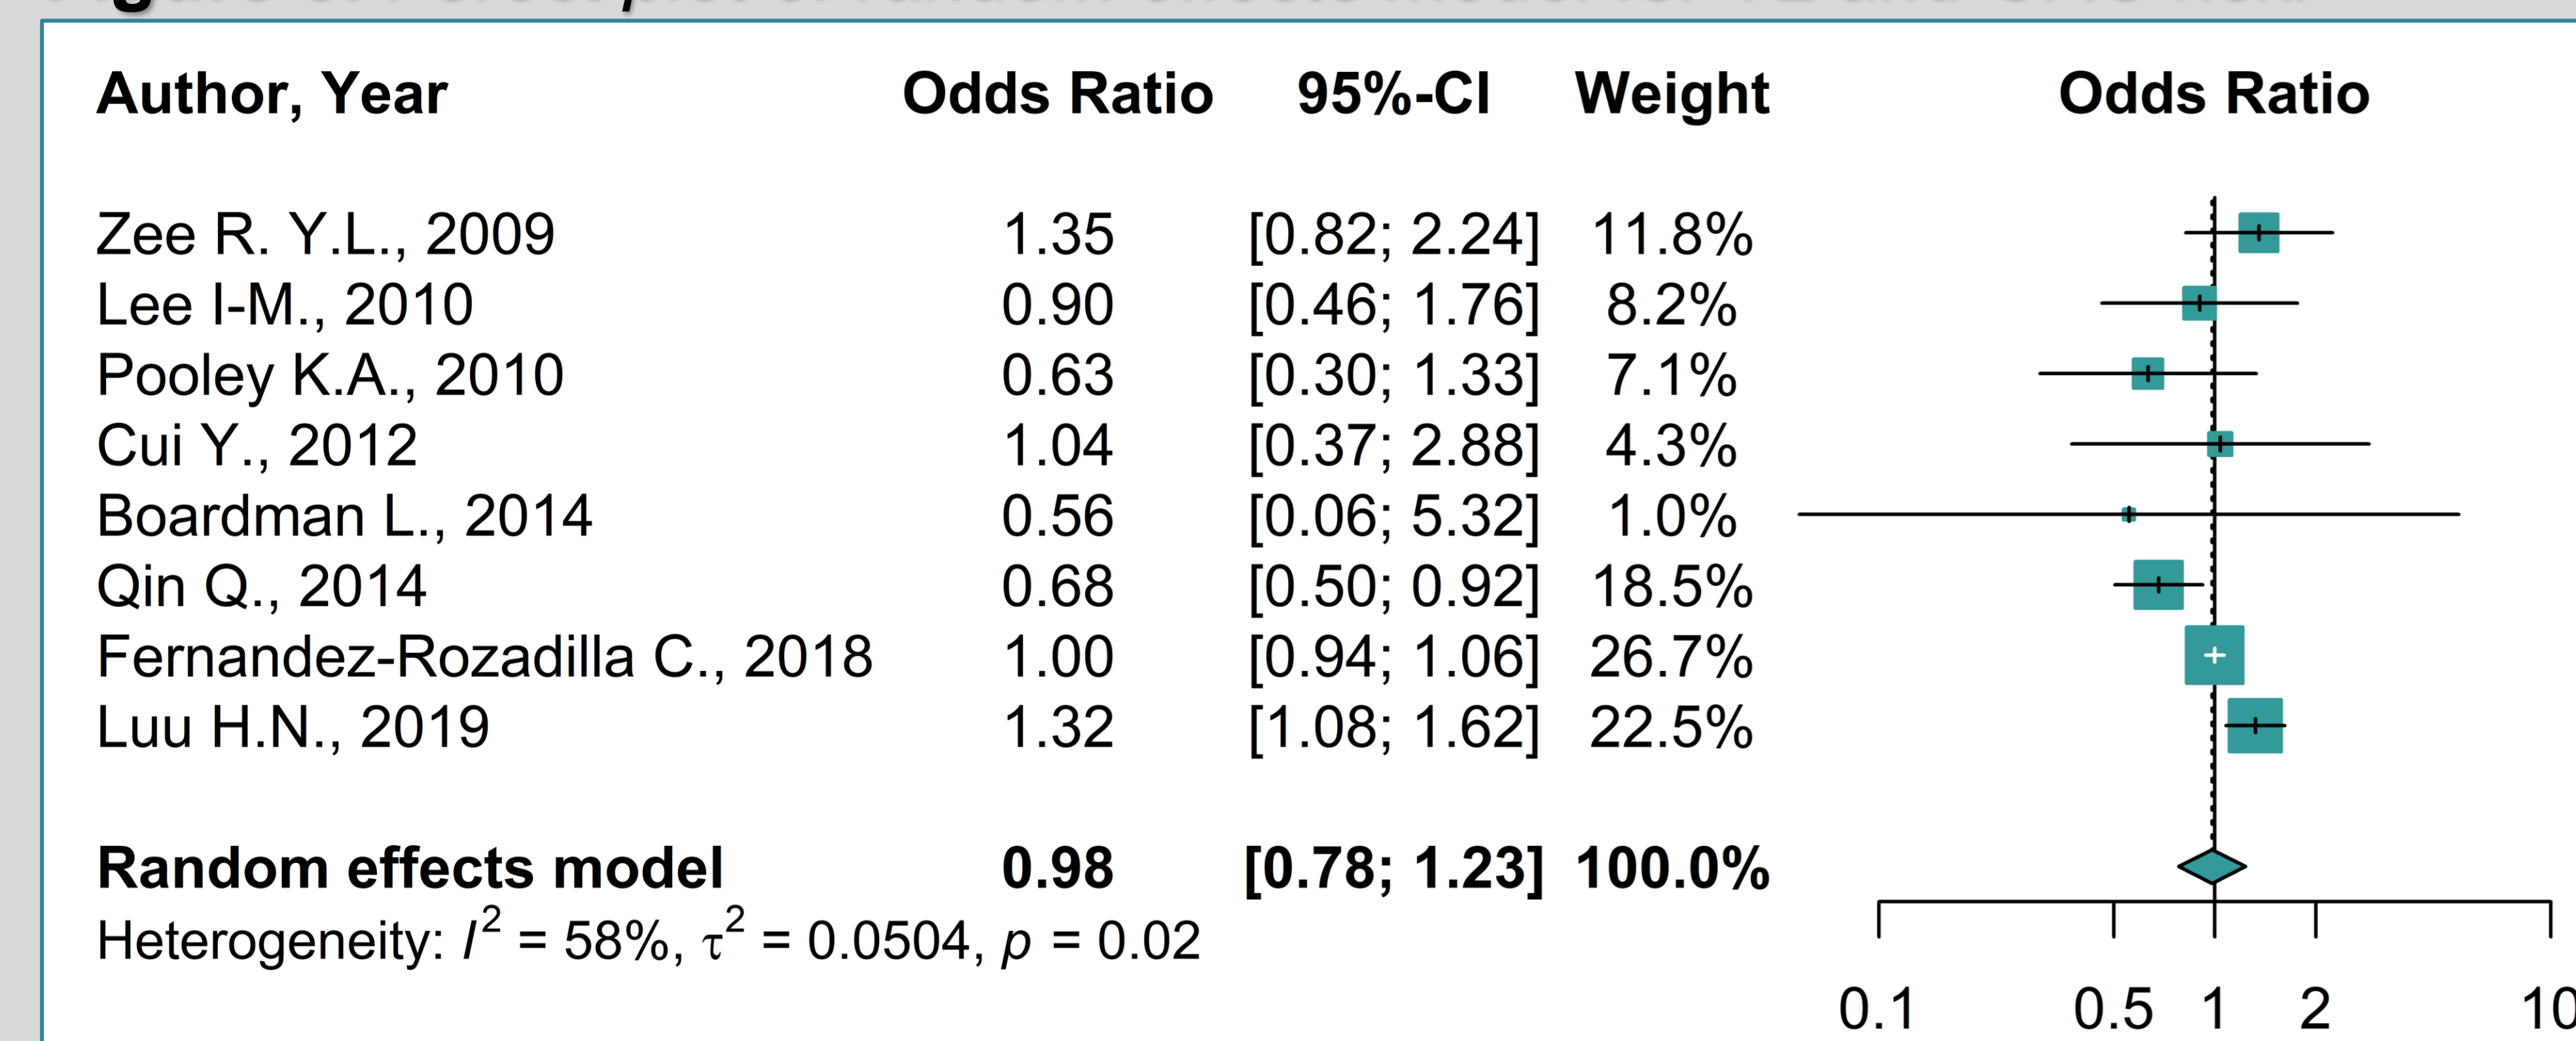 Author, Year Odds Ratio 95%-CI Weight Odds Ratio
Zee R. Y.L., 2009 1.35 [0.82; 2.24] 11.8%
Lee I-M., 2010 0.90 [0.46; 1.76] 8.2%
Pooley K.A., 2010 0.63 [0.30; 1.33] 7.1%
Cui Y., 2012 1.04 [0.37; 2.88] 4.3%
Boardman L., 2014 0.56 [0.06; 5.32] 1.0%
Qin Q., 2014 0.68 [0.50; 0.92] 18.5%
Fernandez-Rozadilla C., 2018 1.00 [0.94; 1.06] 26.7%
Luu H.N., 2019 1.32 [1.08; 1.62] 22.5%
Random effects model 0.98 [0.78; 1.23] 100.0%
Heterogeneity: I² = 58%, τ² = 0.0504, p = 0.02
0.1 0.5 1 2 10